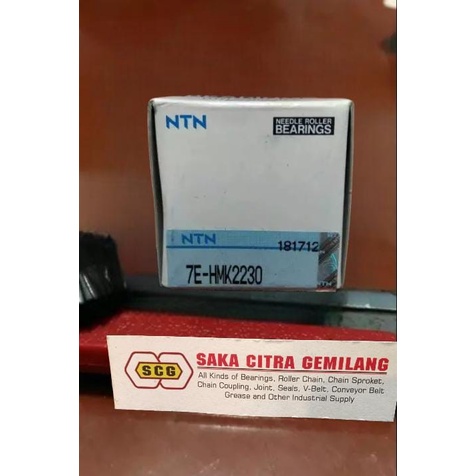 NTN
NEEDLE ROLLER
BEARINGS
NTN
181712
7E-HMK2230
SCG
SAKA CITRA GEMILANG
All Kinds of Bearings, Roller Chain, Chain Sproket,
Chain Coupling, Joint, Seals, V-Belt, Conveyor Belt
Grease and Other Industrial Supply